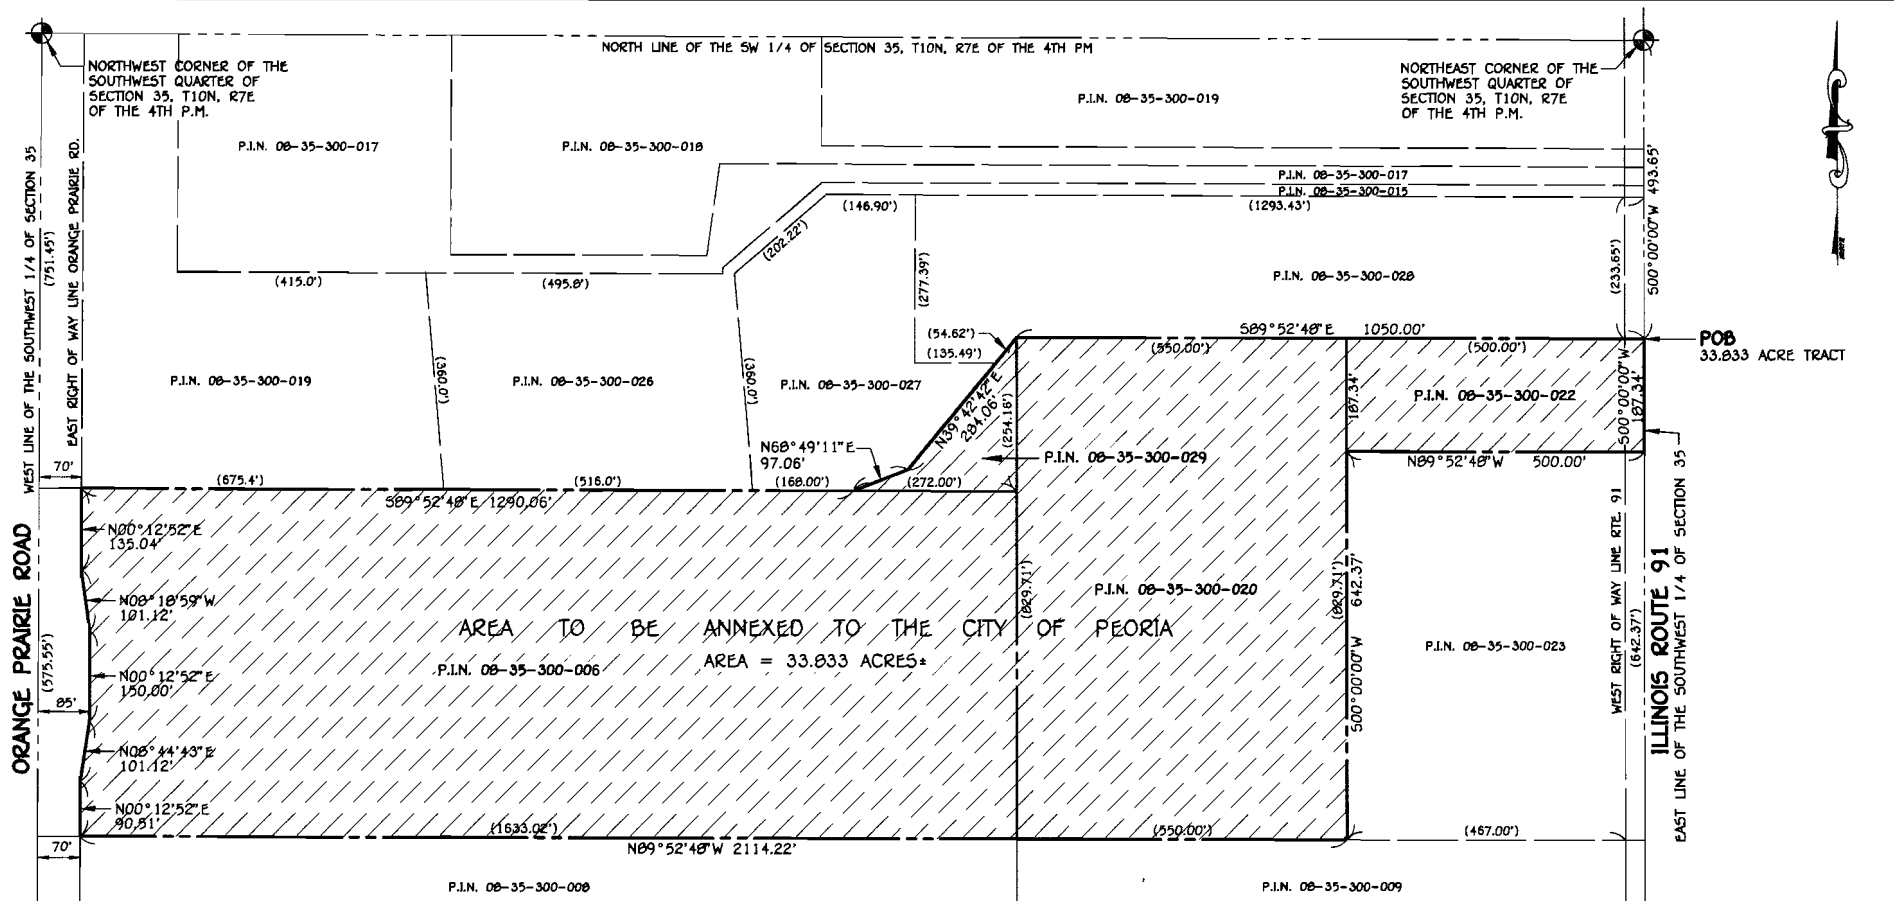 NORTH LINE OF THE SW 1/4 OF SECTION 35, T10N, R7E OF THE 4TH PM
NORTHWEST CORNER OF THE
SOUTHWEST QUARTER OF
SECTION 35, T10N, R7E
OF THE 4TH P.M.
NORTHEAST CORNER OF THE
SOUTHWEST QUARTER OF
SECTION 35, T10N, R7E
OF THE 4TH P.M.
P.I.N. 08-35-300-019
P.I.N. 08-35-300-017
P.I.N. 08-35-300-018
P.I.N. 08-35-300-017
P.I.N. 08-35-300-015
(146.90')
(1293.43')
(202.22')
(277.39')
WEST LINE OF THE SOUTHWEST 1/4 OF SECTION 35
(751.45')
EAST RIGHT OF WAY LINE ORANGE PRAIRIE RD.
(415.0')
(495.8')
P.I.N. 08-35-300-028
(233.65')
S00°00'00"W 493.65'
(54.62')
(135.49')
S89°52'48"E 1050.00'
(550.00')
(500.00')
POB
33.833 ACRE TRACT
P.I.N. 08-35-300-019
(360.0')
P.I.N. 08-35-300-026
(360.0')
P.I.N. 08-35-300-027
N39°42'42"E
284.06'
(254.16')
187.34'
P.I.N. 08-35-300-022
S00°00'00"W
187.34'
N68°49'11"E
97.06'
P.I.N. 08-35-300-029
N89°52'48"W 500.00'
70'
(675.4')
(516.0')
(168.00')
(272.00')
S89°52'48"E 1290.06'
N00°12'52"E
135.04'
N08°18'59"W
101.12'
N00°12'52"E
150.00'
85'
N08°44'43"E
101.12'
N00°12'52"E
90.51'
70'
ORANGE PRAIRIE ROAD
(575.55')
(829.71')
P.I.N. 08-35-300-020
(829.71')
S00°00'00"W 642.37'
AREA TO BE ANNEXED TO THE CITY OF PEORIA
AREA = 33.833 ACRES±
P.I.N. 08-35-300-006
P.I.N. 08-35-300-023
WEST RIGHT OF WAY LINE RTE. 91
(642.37')
ILLINOIS ROUTE 91
EAST LINE OF THE SOUTHWEST 1/4 OF SECTION 35
(1633.02')
(550.00')
(467.00')
N89°52'48"W 2114.22'
P.I.N. 08-35-300-008
P.I.N. 08-35-300-009